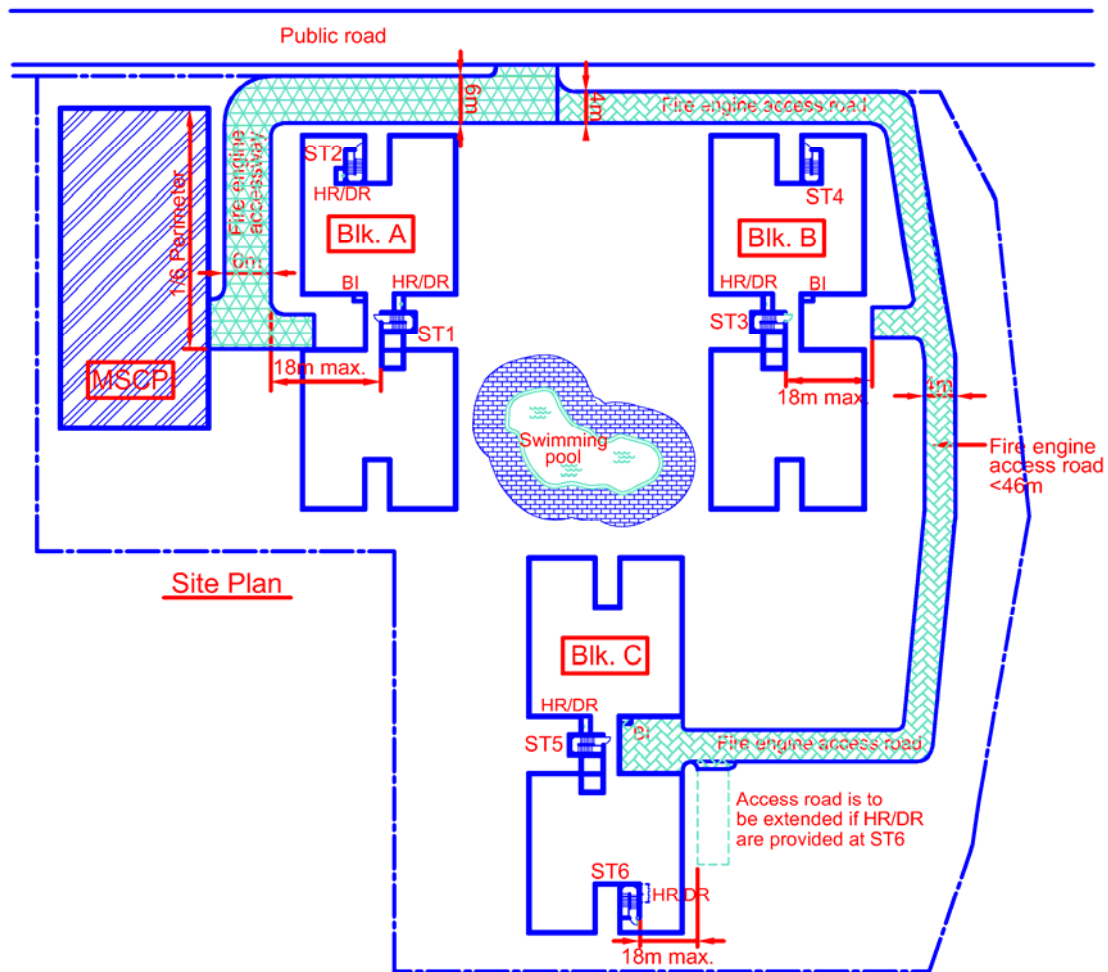 Public road
6m
4m
Fire engine access road
ST2
HR/DR
ST4
Fire engine
accessway
1/6 Perimeter
Blk. A
Blk. B
6m
BI
HR/DR
HR/DR
BI
ST1
ST3
MSCP
18m max.
18m max.
4m
Swimming
pool
Fire engine
access road
<46m
Site Plan
Blk. C
HR/DR
ST5
BI
Fire engine access road
Access road is to
be extended if HR/DR
are provided at ST6
ST6
HR/DR
18m max.